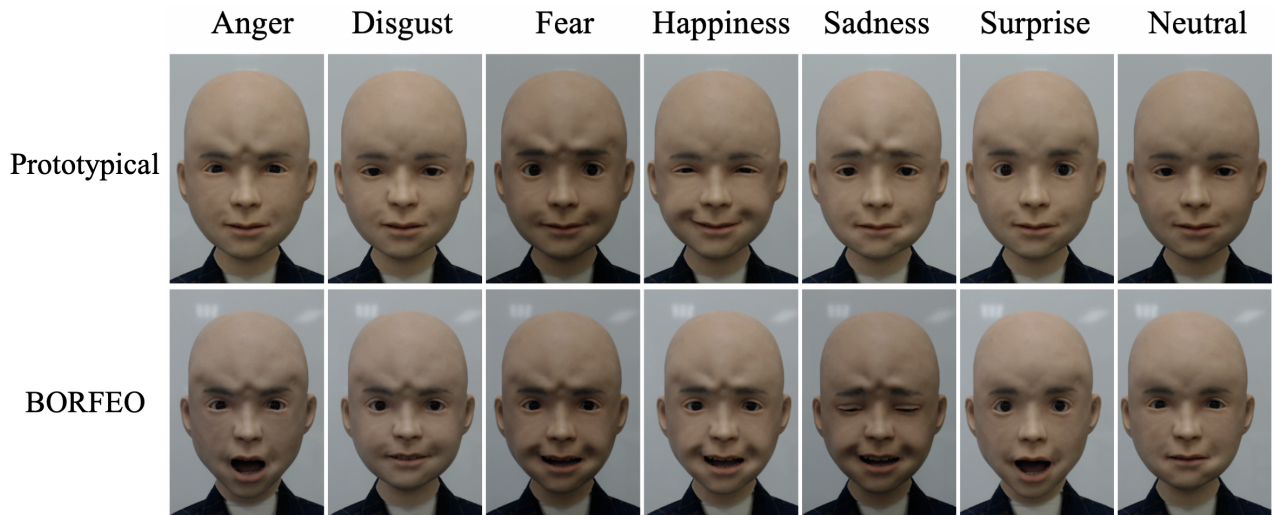 Anger Disgust Fear Happiness Sadness Surprise Neutral
Prototypical
BORFEO